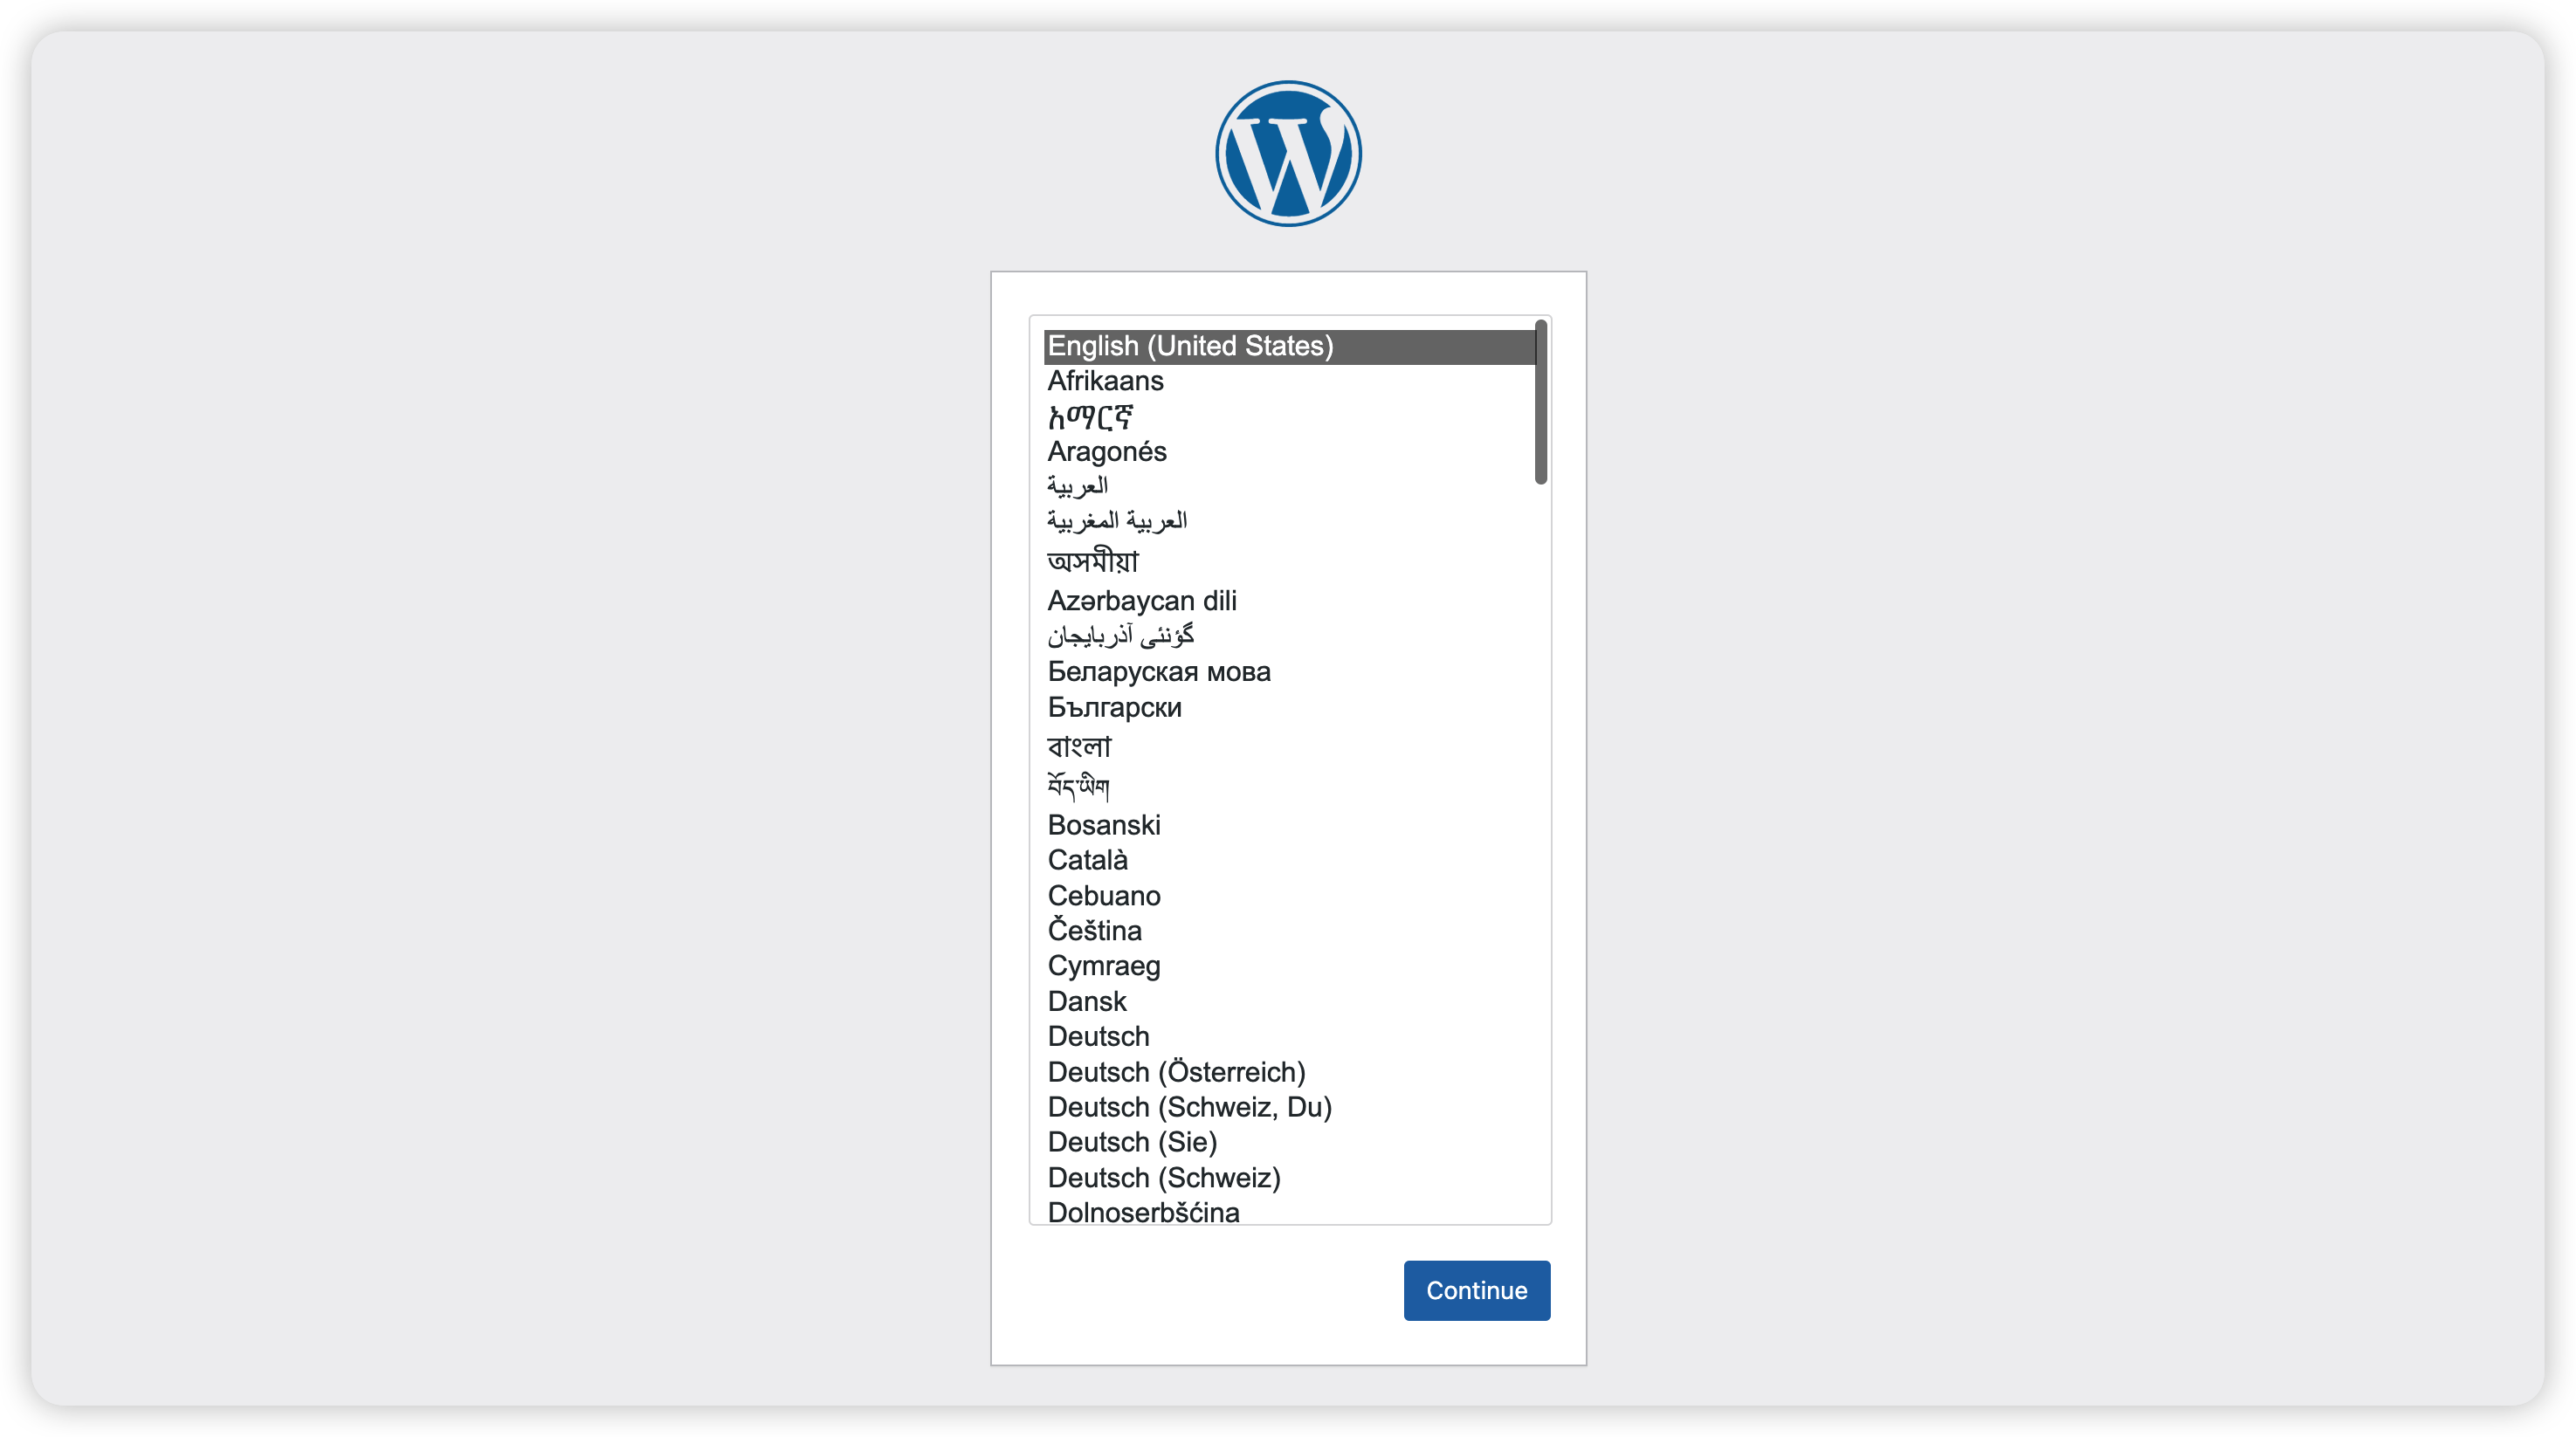 English (United States)
Afrikaans
አማርኛ
Aragonés
العربية
العربية المغربية
অসমীয়া
Azərbaycan dili
گؤنئی آذربایجان
Беларуская мова
Български
বাংলা
བོད་ཡིག
Bosanski
Català
Cebuano
Čeština
Cymraeg
Dansk
Deutsch
Deutsch (Österreich)
Deutsch (Schweiz, Du)
Deutsch (Sie)
Deutsch (Schweiz)
Dolnoserbšćina
Continue